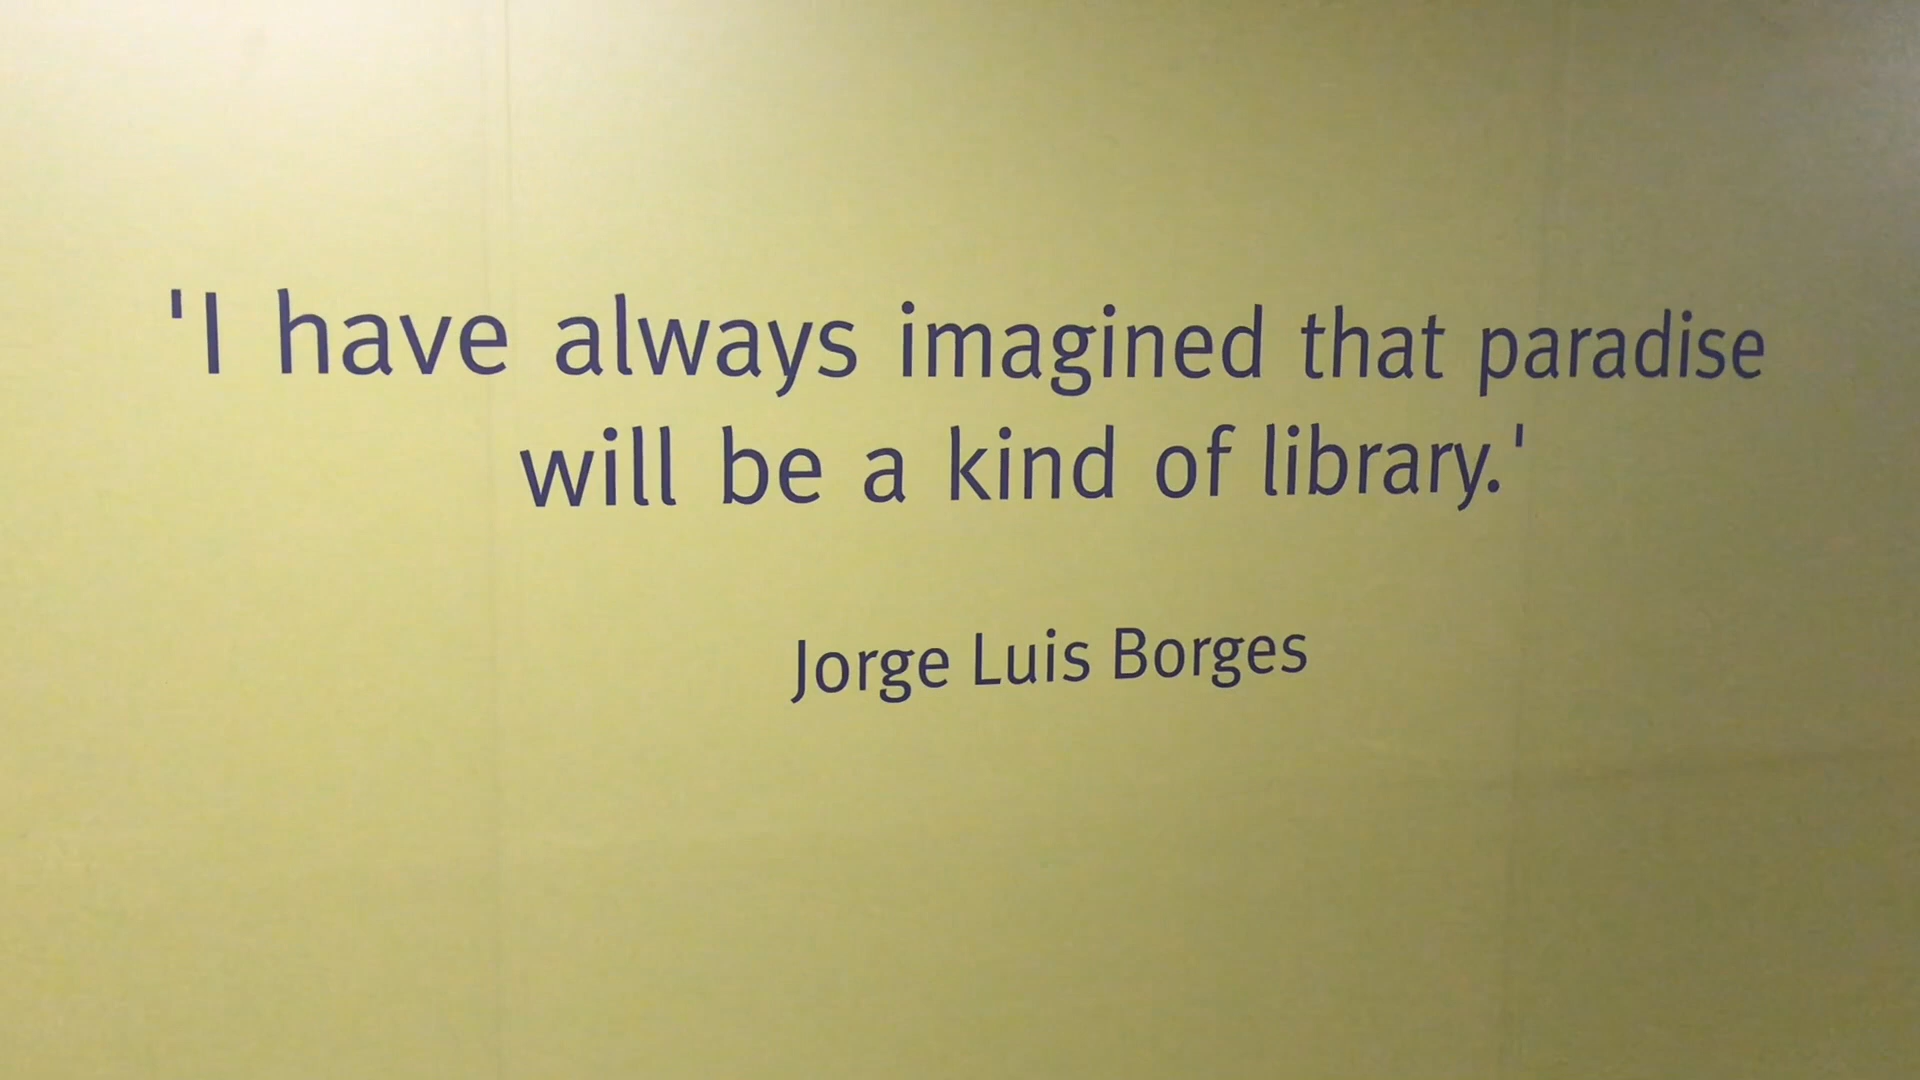 'I have always imagined that paradise
will be a kind of library.'
Jorge Luis Borges